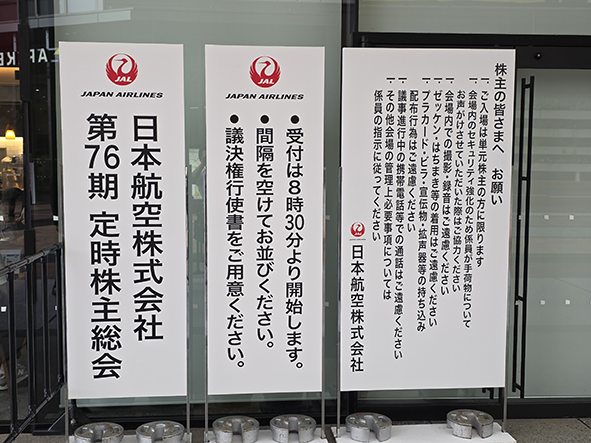 JAL
JAPAN AIRLINES
日本航空株式会社
第76期 定時株主総会
JAL
JAPAN AIRLINES
●受付は8時30分より開始します。
●間隔を空けてお並びください。
●議決権行使書をご用意ください。
株主の皆さまへ お願い
・ご入場は単元株主の方に限ります
・会場内のセキュリティ強化のため係員が手荷物について
お声がけさせていただいた際はご協力ください
・会場内での撮影・録音はご遠慮ください
・ゼッケン・はちまき等の着用はご遠慮ください
・プラカード・ビラ・宣伝物・拡声器等の持ち込み
配布行為はご遠慮ください
・議事進行中の携帯電話等での通話はご遠慮ください
・その他会場の管理上必要事項については
係員の指示に従ってください
日本航空株式会社